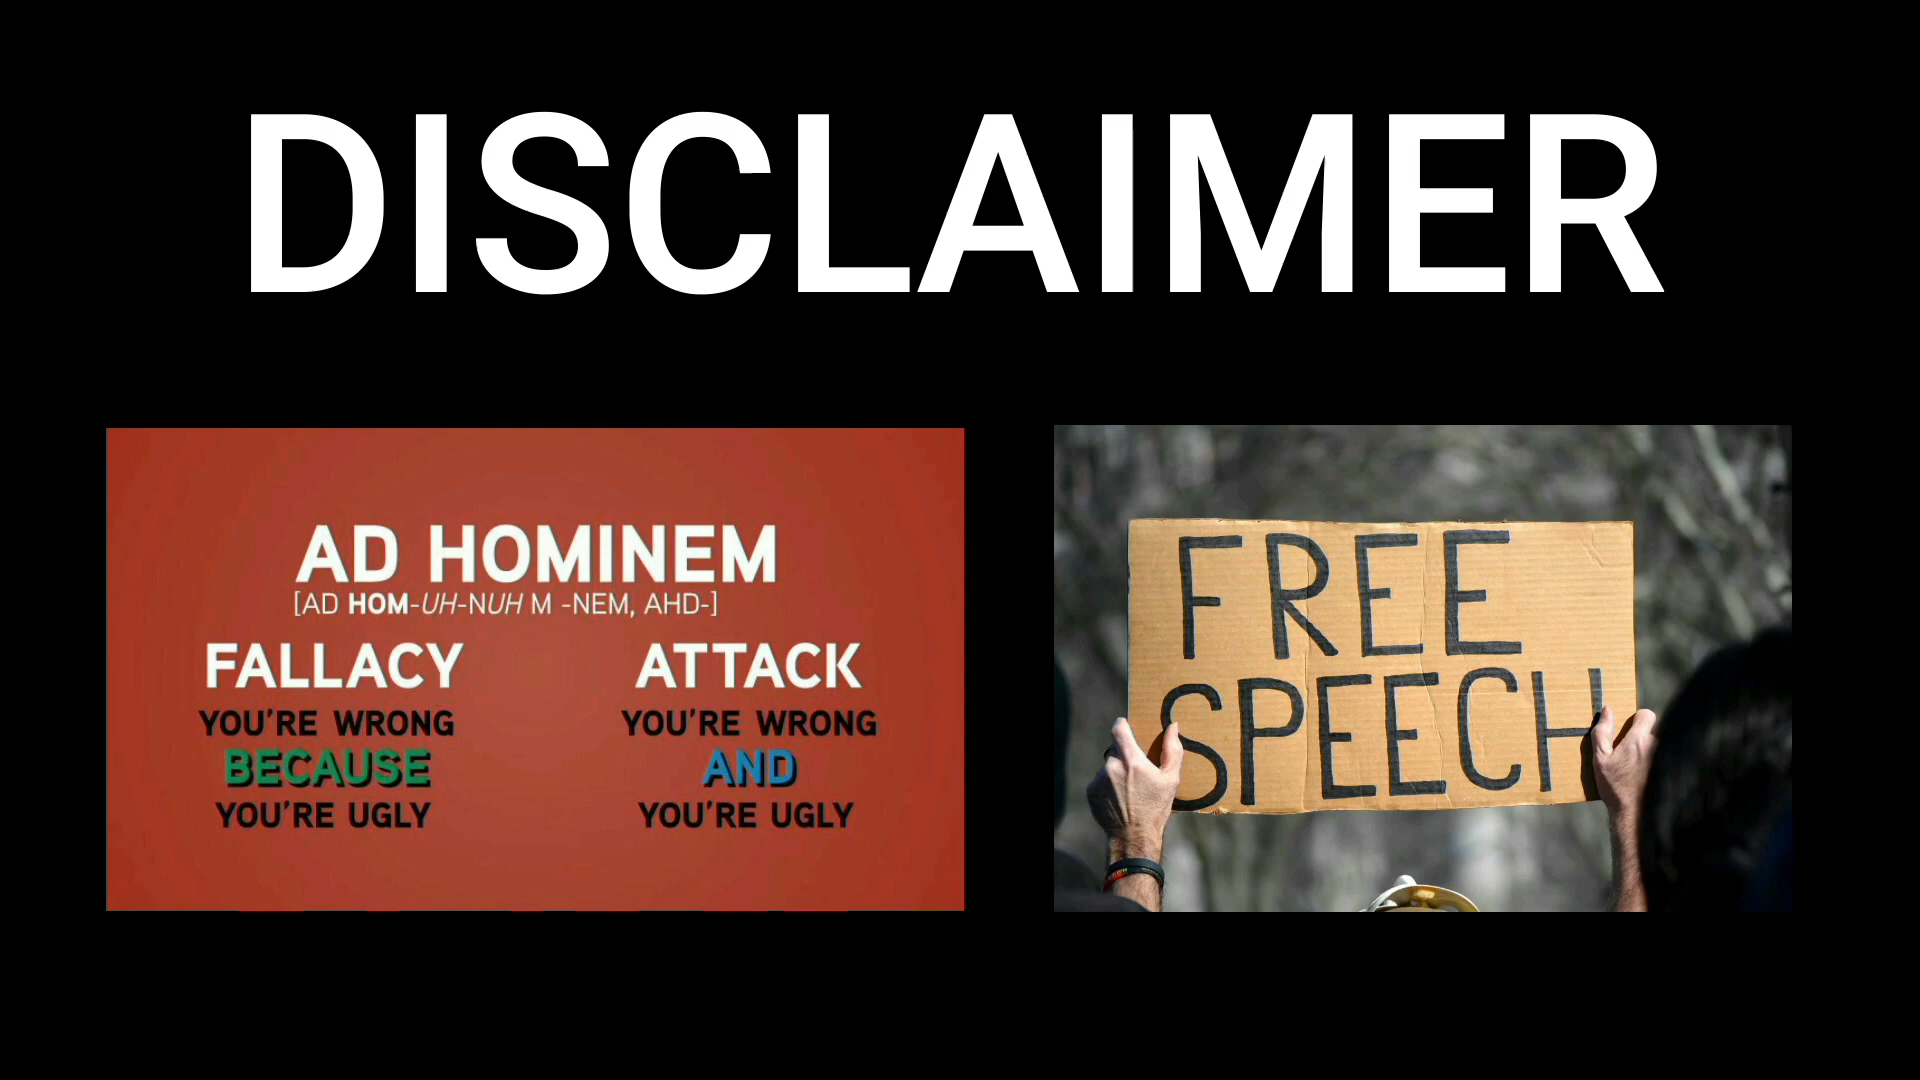 DISCLAIMER
AD HOMINEM
[AD HOM-UH-NUH M -NEM, AHD-]
FALLACY
YOU'RE WRONG
BECAUSE
YOU'RE UGLY
ATTACK
YOU'RE WRONG
AND
YOU'RE UGLY
FREE
SPEECH